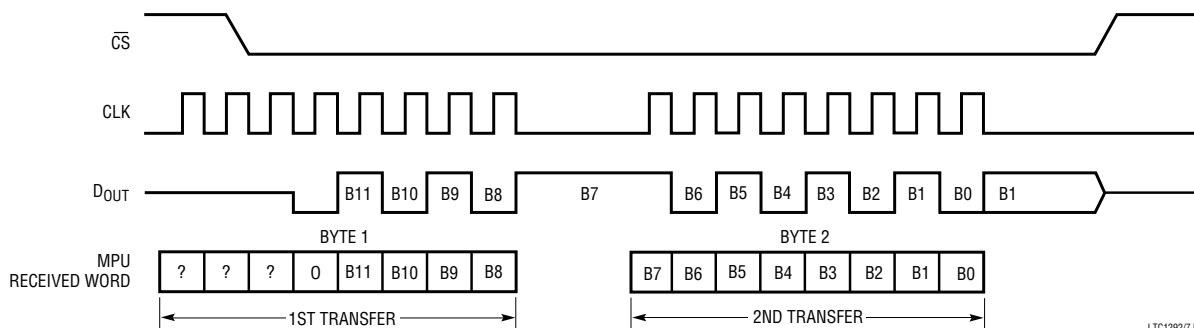 CS
CLK
DOUT B11 B10 B9 B8 B7 B6 B5 B4 B3 B2 B1 B0 B1
BYTE 1 BYTE 2
MPU
RECEIVED WORD
? ? ? 0 B11 B10 B9 B8 B7 B6 B5 B4 B3 B2 B1 B0
1ST TRANSFER 2ND TRANSFER